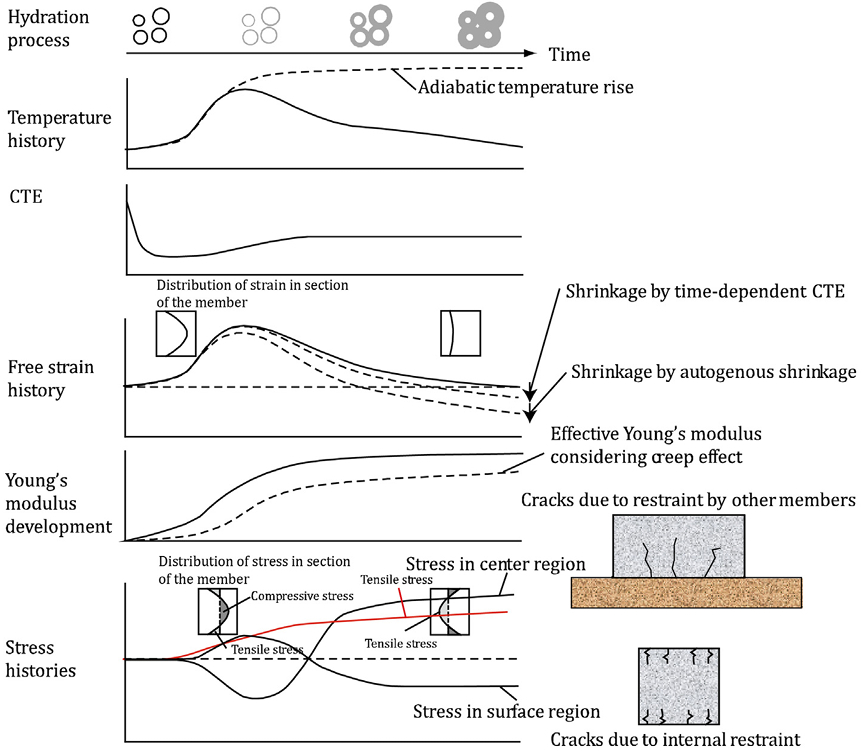 Hydration
process
Time
Adiabatic temperature rise
Temperature
history
CTE
Distribution of strain in section
of the member
Shrinkage by time-dependent CTE
Free strain
history
Shrinkage by autogenous shrinkage
Effective Young's modulus
considering creep effect
Young's
modulus
development
Cracks due to restraint by other members
Distribution of stress in section
of the member
Stress in center region
Tensile stress
Compressive stress
Tensile stress
Tensile stress
Stress
histories
Stress in surface region
Cracks due to internal restraint